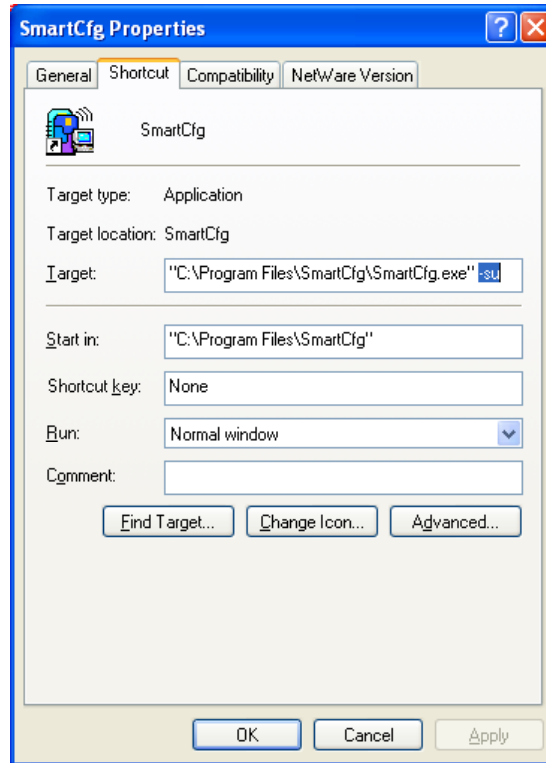 SmartCfg Properties
General Shortcut Compatibility NetWare Version
SmartCfg
Target type: Application
Target location: SmartCfg
Target: "C:\Program Files\SmartCfg\SmartCfg.exe" -su
Start in: "C:\Program Files\SmartCfg"
Shortcut key: None
Run: Normal window
Comment:
Find Target... Change Icon... Advanced...
OK Cancel Apply